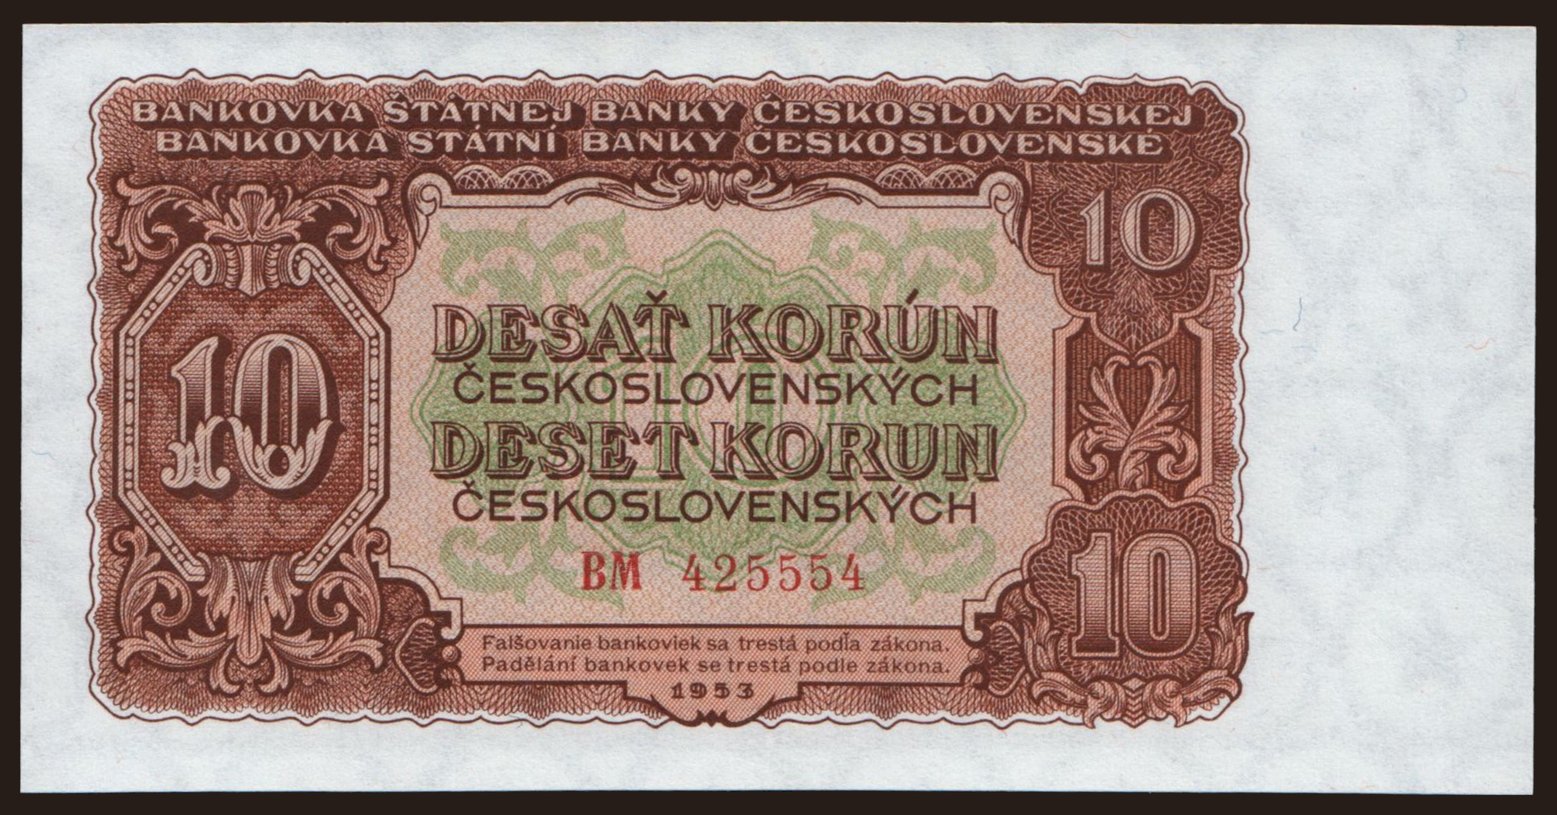 BANKOVKA ŠTÁTNEJ BANKY ČESKOSLOVENSKEJ
BANKOVKA STÁTNÍ BANKY ČESKOSLOVENSKÉ
10
10
DESAŤ KORÚN
ČESKOSLOVENSKÝCH
DESET KORUN
ČESKOSLOVENSKÝCH
10
BM 425554
10
Falšovanie bankoviek sa trestá podľa zákona.
Padělání bankovek se trestá podle zákona.
1953